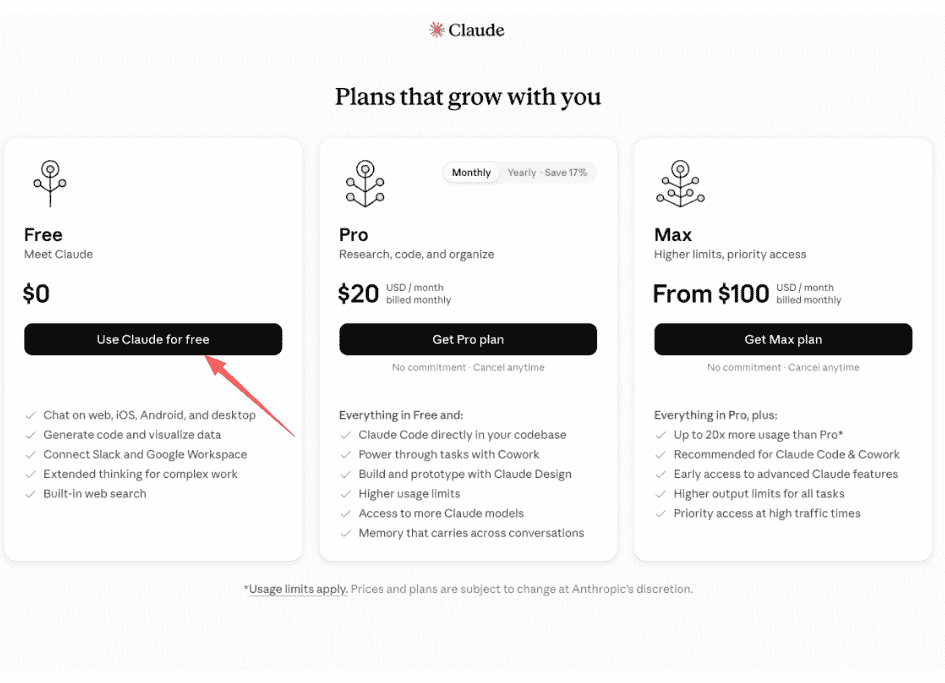 Claude
Plans that grow with you
Free
Meet Claude
$0
Use Claude for free
Chat on web, iOS, Android, and desktop
Generate code and visualize data
Connect Slack and Google Workspace
Extended thinking for complex work
Built-in web search
Monthly
Yearly · Save 17%
Pro
Research, code, and organize
$20
USD / month
billed monthly
Get Pro plan
No commitment · Cancel anytime
Everything in Free and:
Claude Code directly in your codebase
Power through tasks with Cowork
Build and prototype with Claude Design
Higher usage limits
Access to more Claude models
Memory that carries across conversations
Max
Higher limits, priority access
From $100
USD / month
billed monthly
Get Max plan
No commitment · Cancel anytime
Everything in Pro, plus:
Up to 20x more usage than Pro*
Recommended for Claude Code & Cowork
Early access to advanced Claude features
Higher output limits for all tasks
Priority access at high traffic times
*Usage limits apply. Prices and plans are subject to change at Anthropic's discretion.